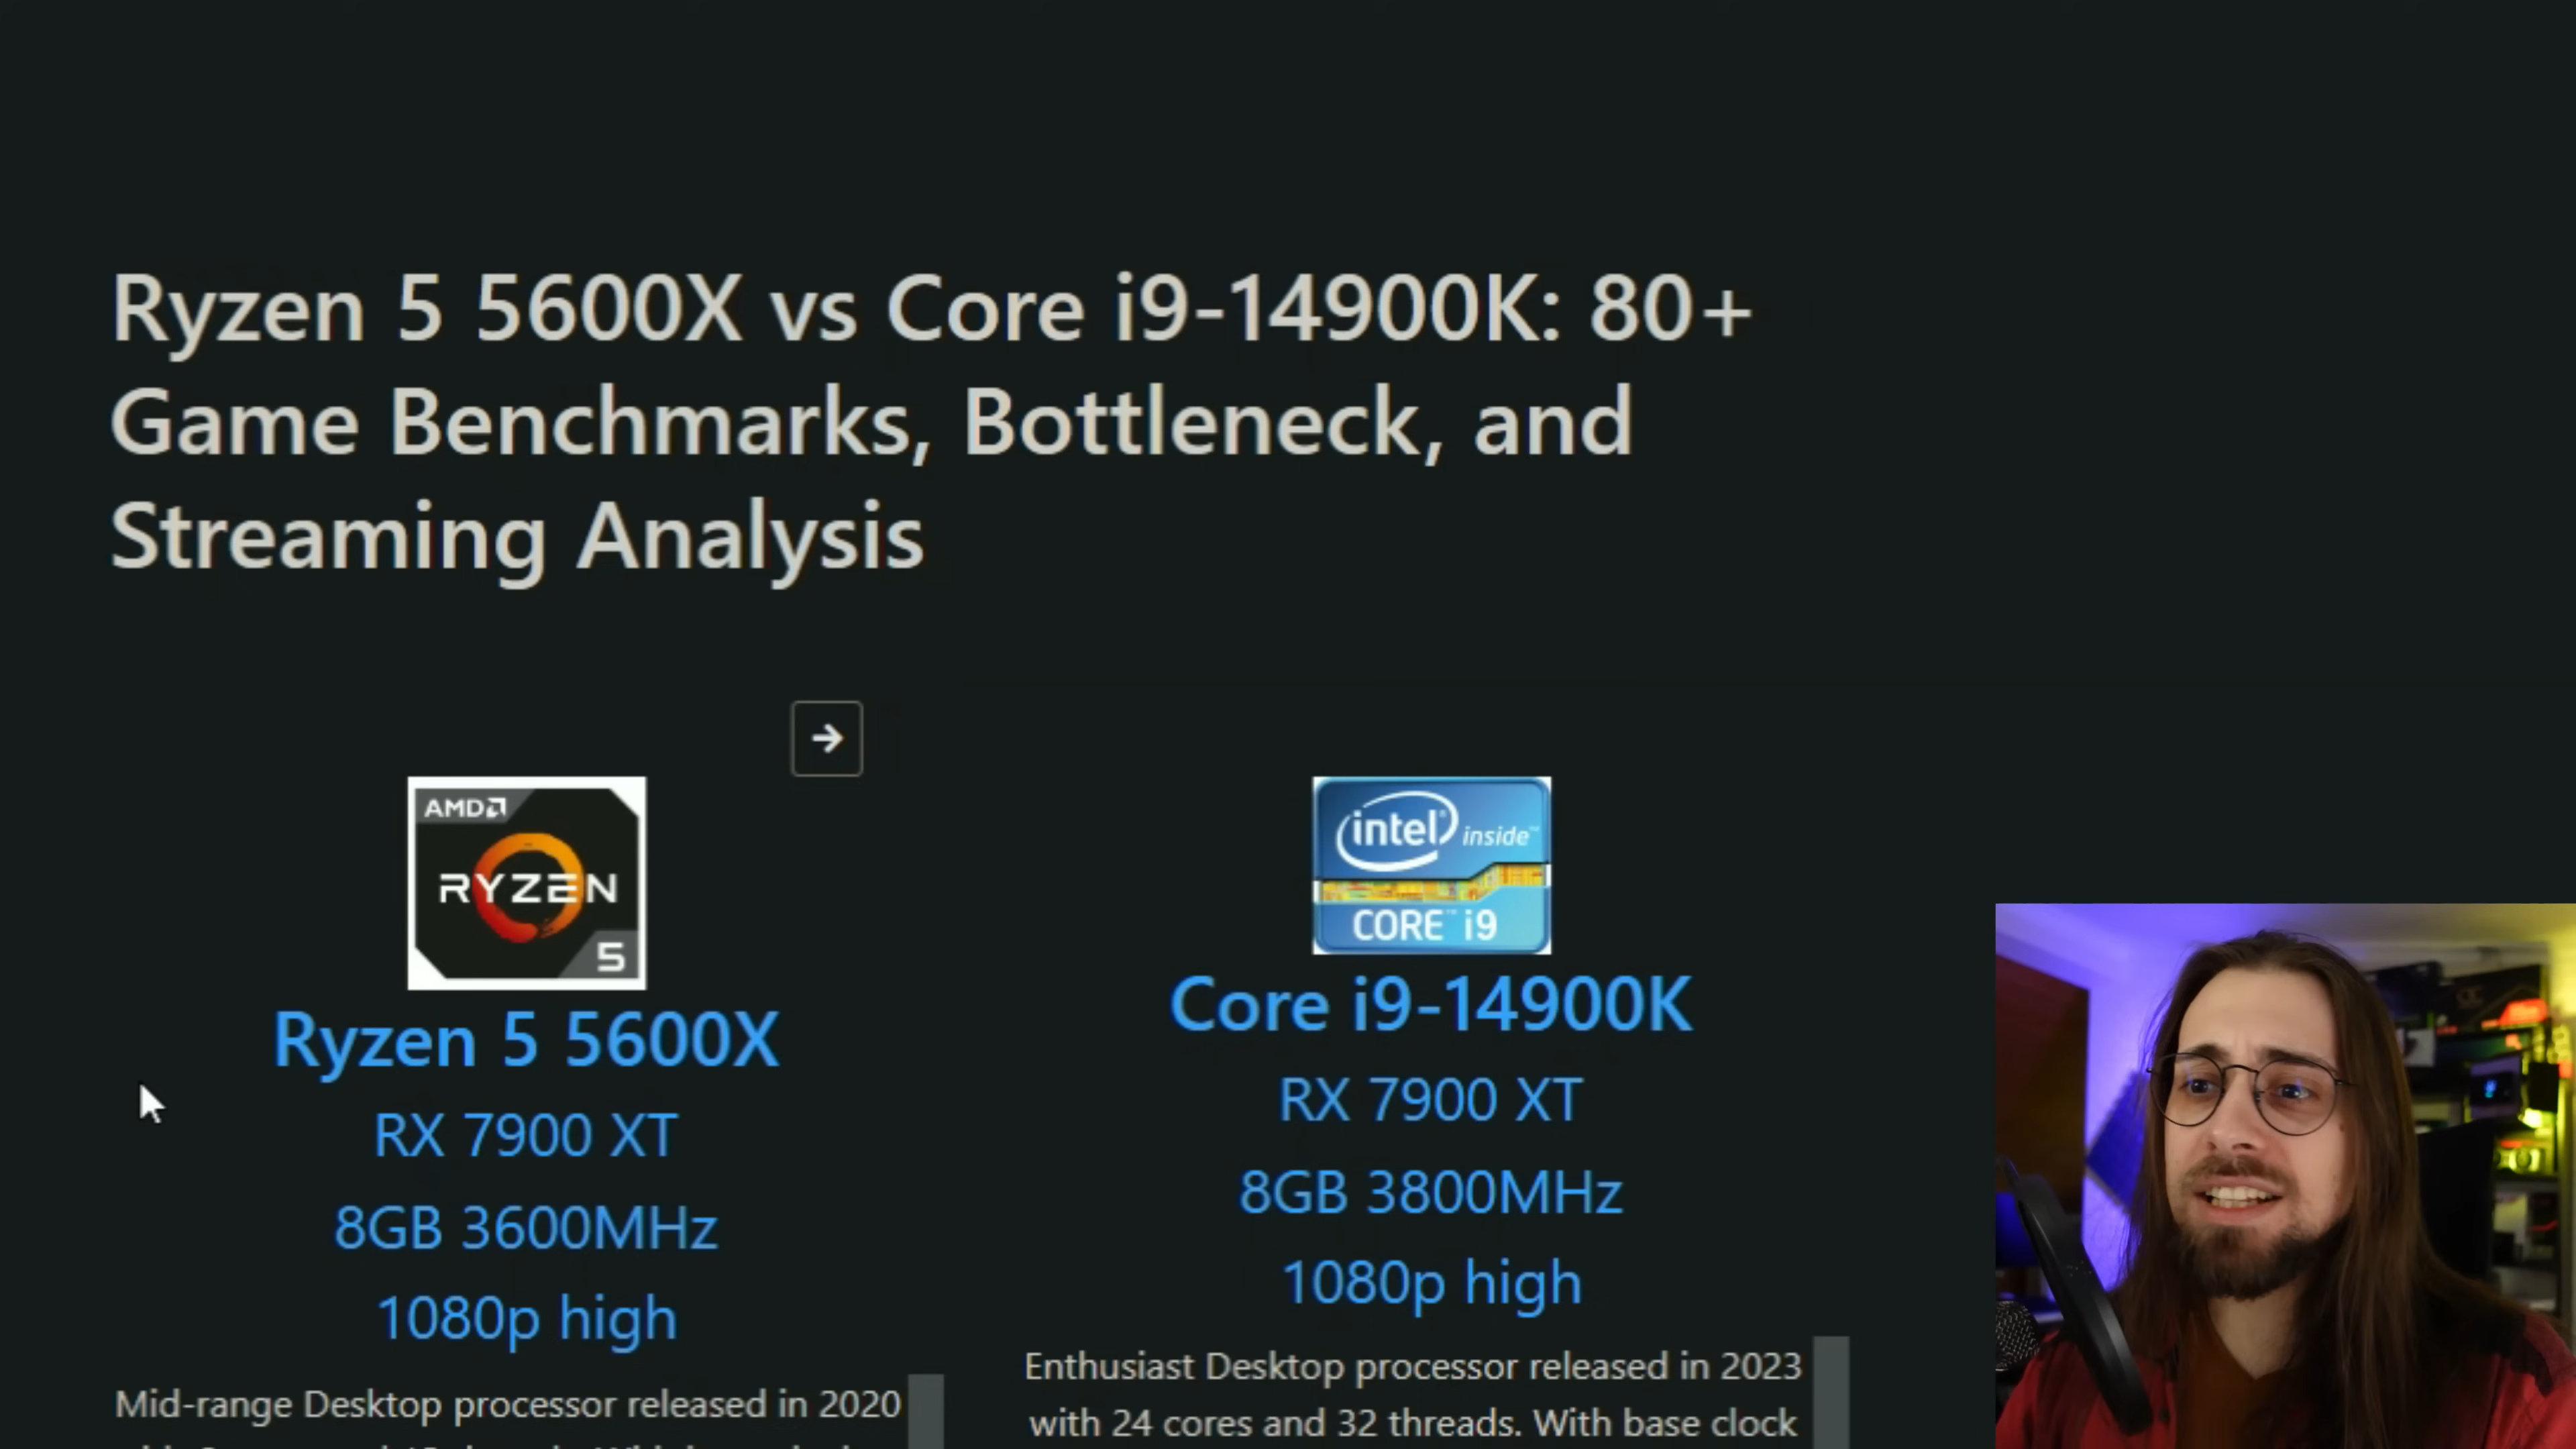 Ryzen 5 5600X vs Core i9-14900K: 80+
Game Benchmarks, Bottleneck, and
Streaming Analysis
AMD
RYZEN
5
Ryzen 5 5600X
RX 7900 XT
8GB 3600MHz
1080p high
Mid-range Desktop processor released in 2020
intel inside™
CORE™ i9
Core i9-14900K
RX 7900 XT
8GB 3800MHz
1080p high
Enthusiast Desktop processor released in 2023
with 24 cores and 32 threads. With base clock